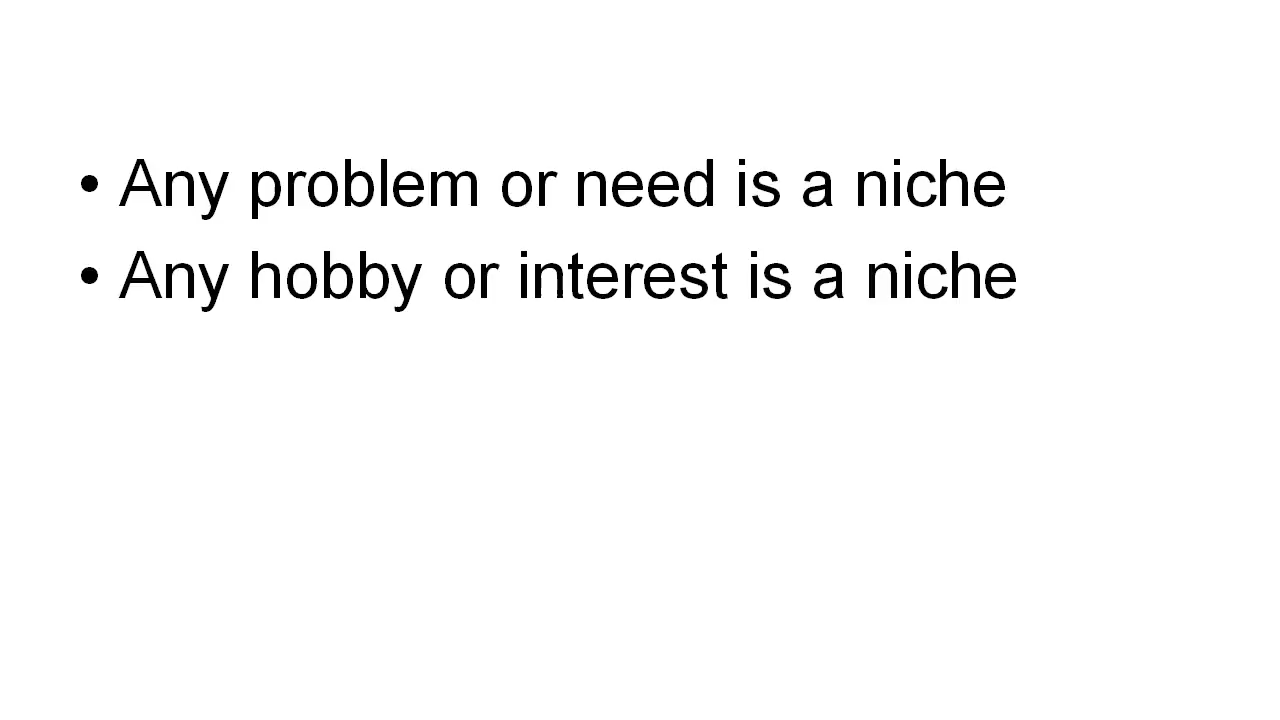 • Any problem or need is a niche
• Any hobby or interest is a niche